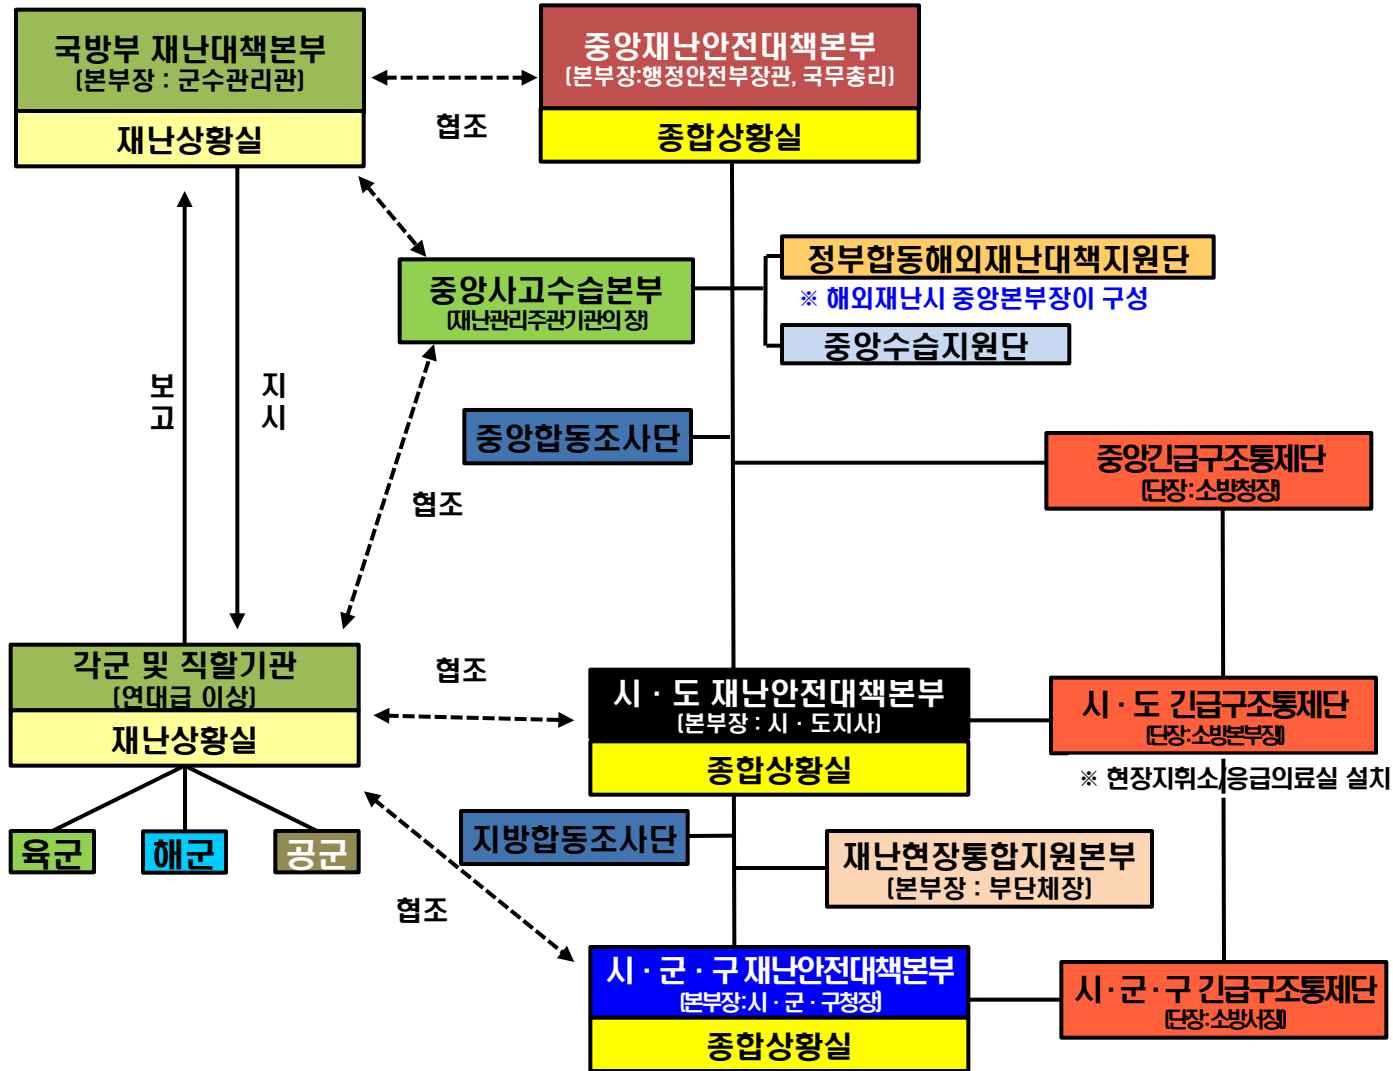 국방부 재난대책본부
(본부장 : 군수관리관)
재난상황실
중앙재난안전대책본부
(본부장:행정안전부장관, 국무총리)
종합상황실
협조
정부합동해외재난대책지원단
※ 해외재난시 중앙본부장이 구성
중앙사고수습본부
(재난관리주관기관의 장)
중앙수습지원단
보고
지시
중앙합동조사단
중앙긴급구조통제단
(단장:소방청장)
협조
각군 및 직할기관
(연대급 이상)
재난상황실
협조
시 · 도 재난안전대책본부
(본부장 : 시 · 도지사)
종합상황실
시 · 도 긴급구조통제단
(단장:소방본부장)
※ 현장지휘소/응급의료실 설치
육군
해군
공군
지방합동조사단
재난현장통합지원본부
(본부장 : 부단체장)
협조
시 · 군 · 구 재난안전대책본부
(본부장:시 · 군 · 구청장)
종합상황실
시 · 군 · 구 긴급구조통제단
(단장:소방서장)